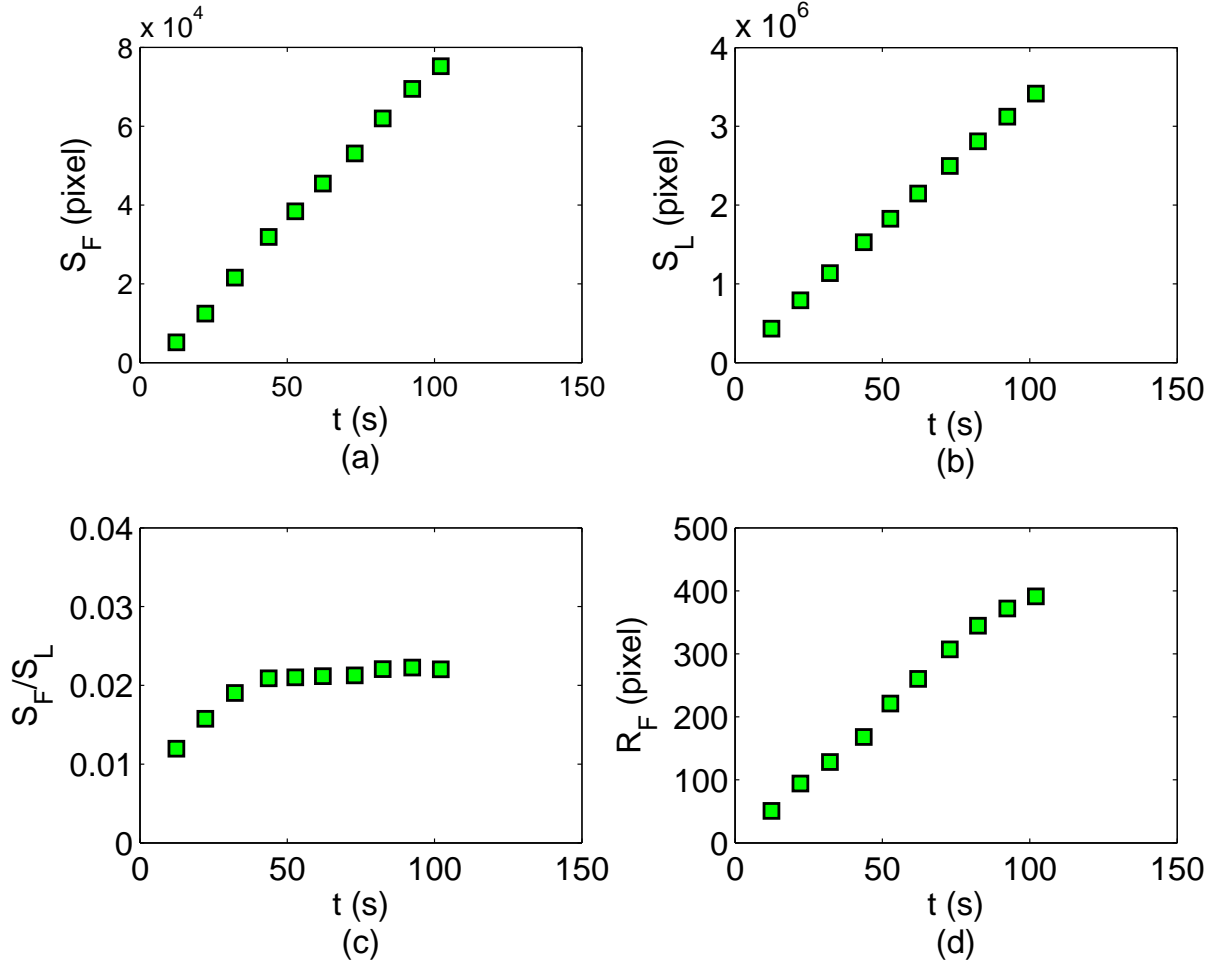 x 10^4
8
6
4
2
0
0 50 100 150
S_F (pixel)
t (s)
(a)
x 10^6
4
3
2
1
0
0 50 100 150
S_L (pixel)
t (s)
(b)
0.04
0.03
0.02
0.01
0
0 50 100 150
S_F/S_L
t (s)
(c)
500
400
300
200
100
0
0 50 100 150
R_F (pixel)
t (s)
(d)